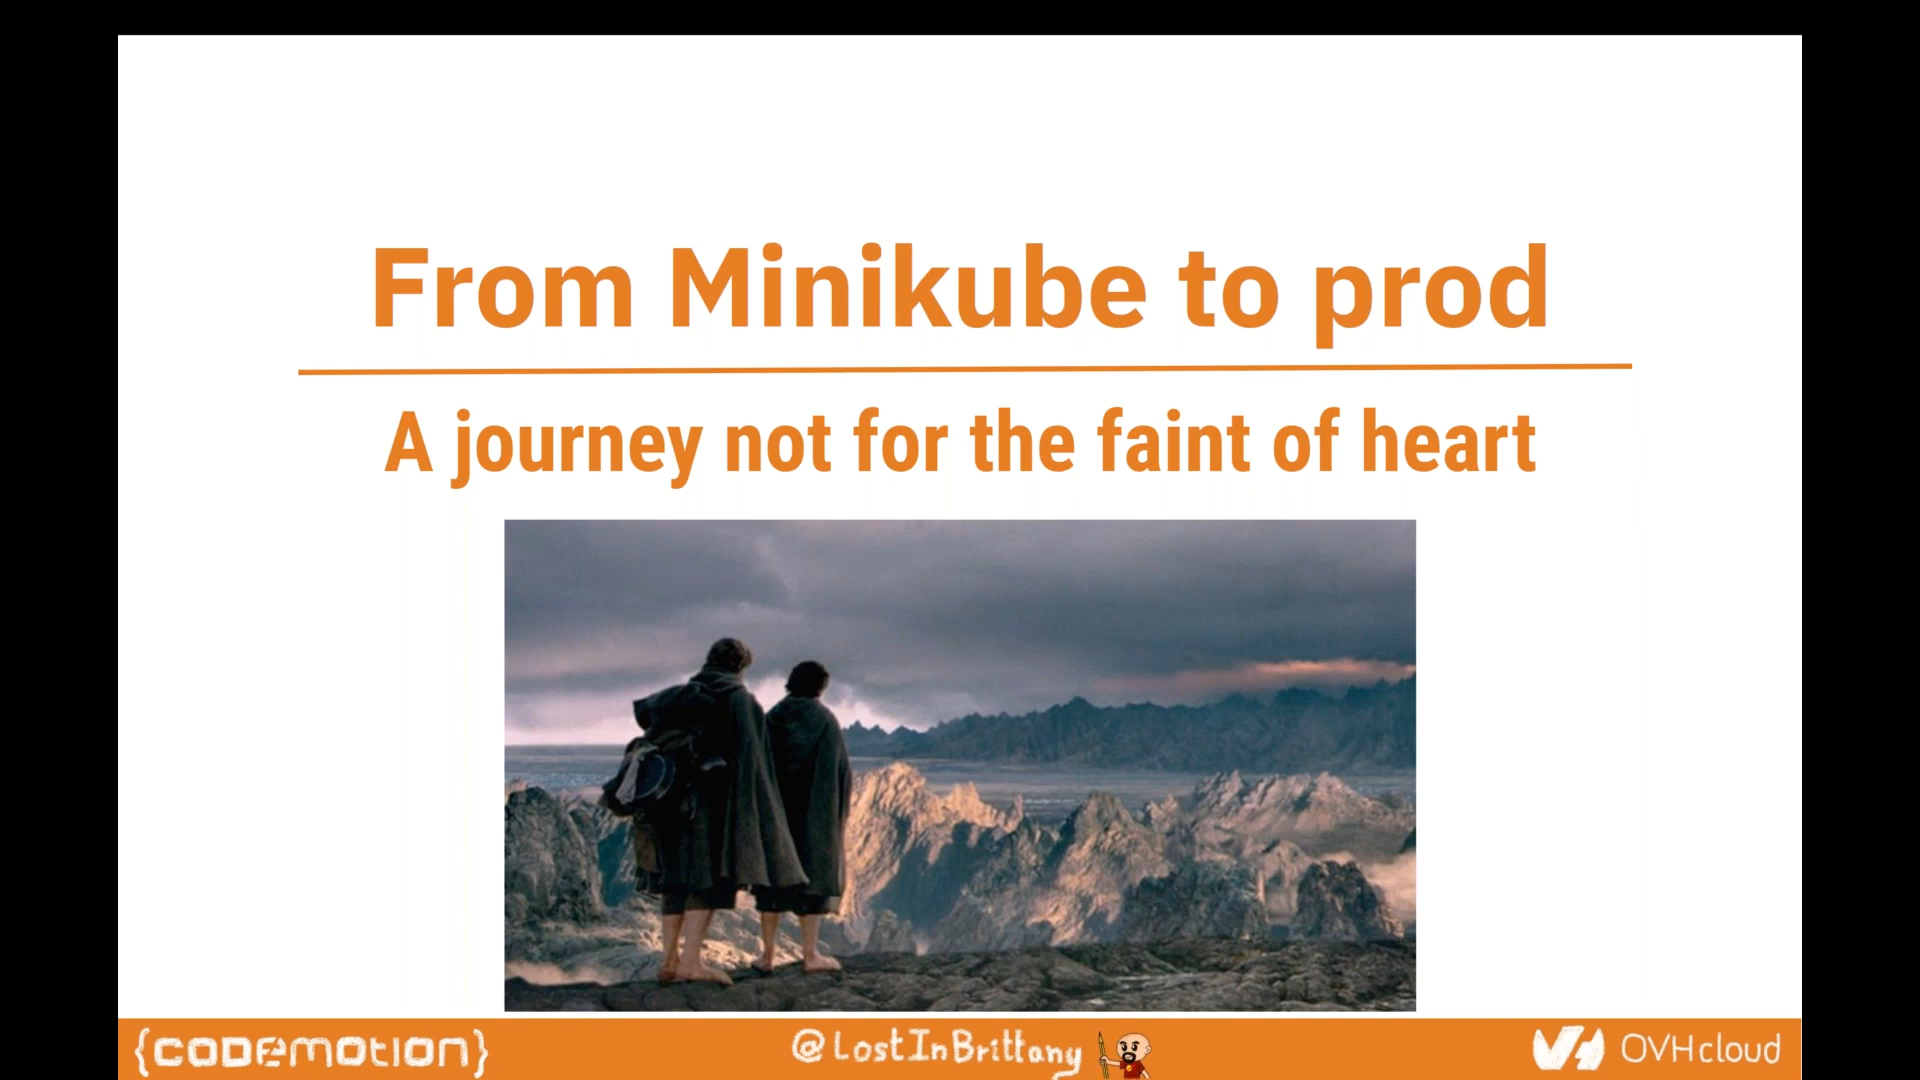 From Minikube to prod
A journey not for the faint of heart
{codemotion}
@LostInBrittany
OVHcloud